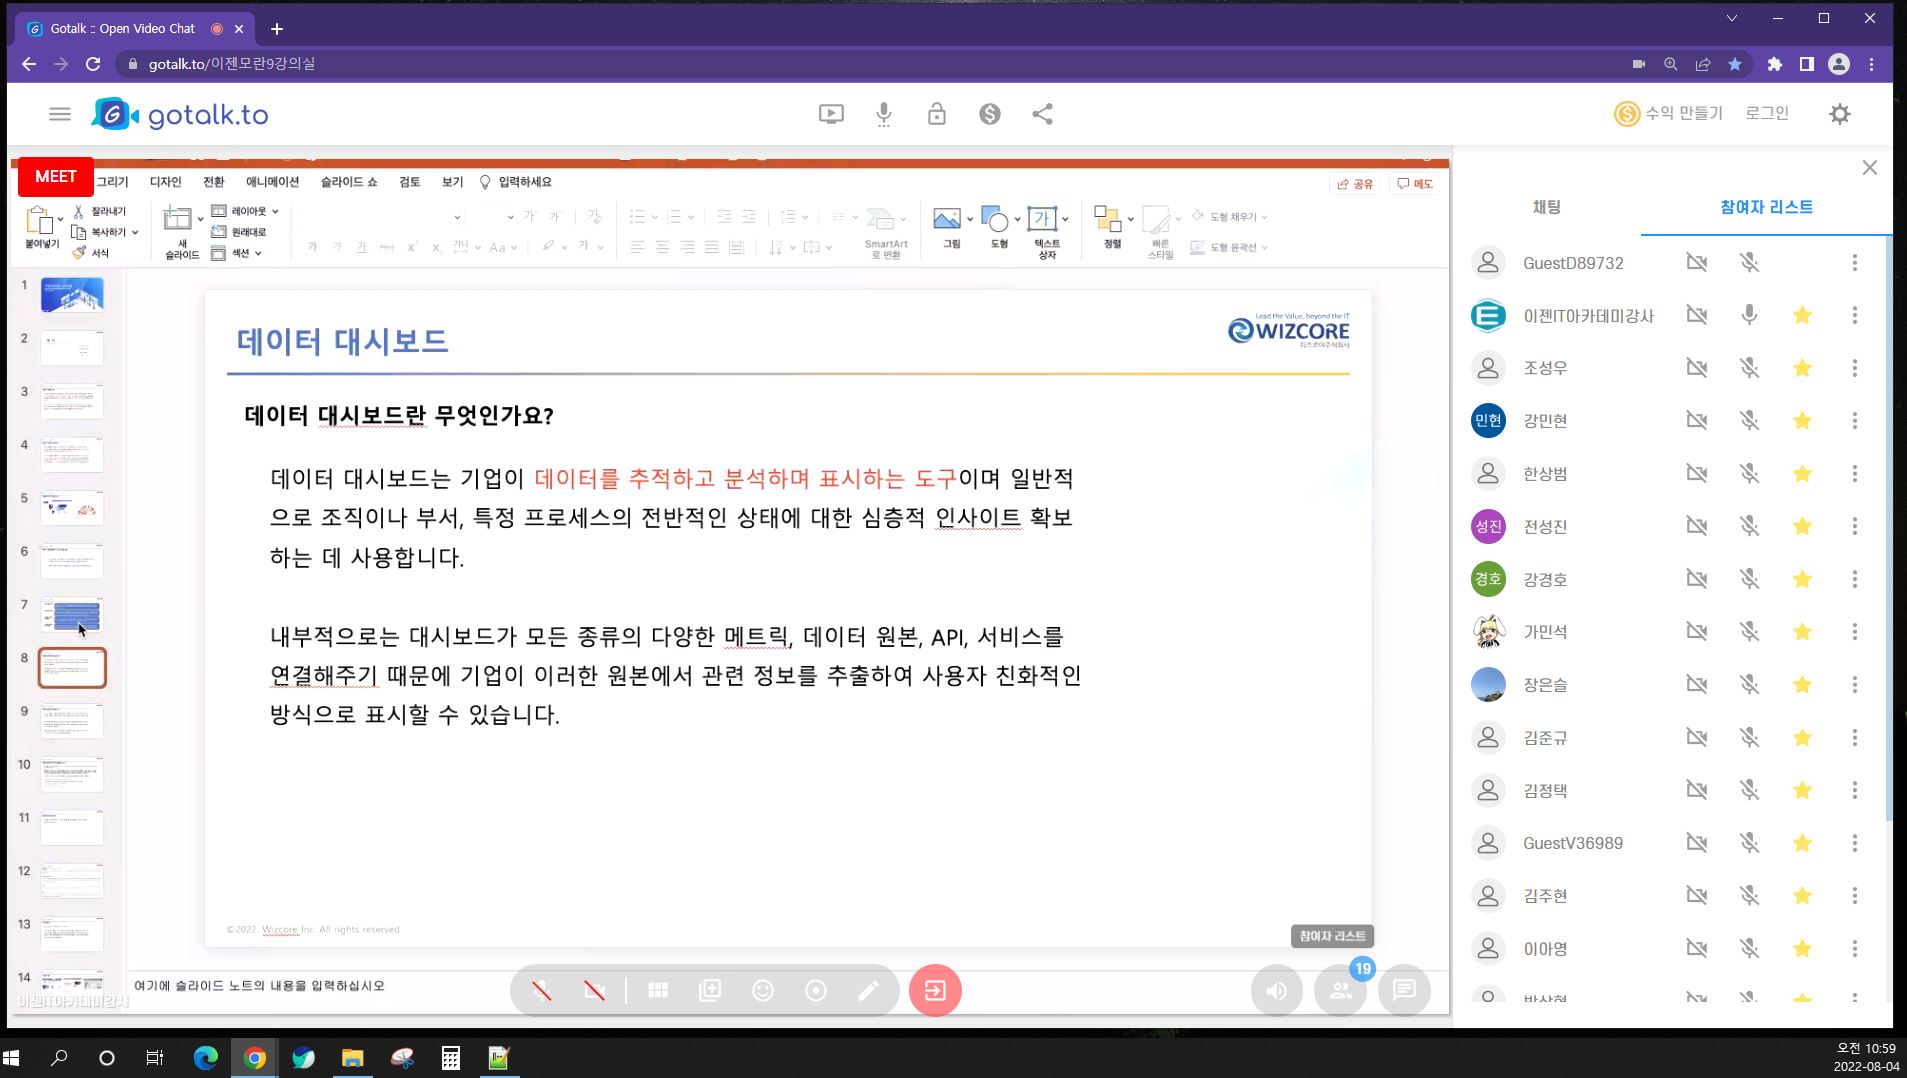 Gotalk :: Open Video Chat
gotalk.to/이젠모란9강의실
gotalk.to
수익 만들기
로그인
MEET
그리기
디자인
전환
애니메이션
슬라이드 쇼
검토
보기
입력하세요
공유
메모
붙여넣기
잘라내기
복사하기
서식
새
슬라이드
레이아웃
원래대로
섹션
SmartArt
로 변환
그림
도형
텍스트
상자
정렬
빠른
스타일
도형 채우기
도형 윤곽선
1
2
3
4
5
6
7
8
9
10
11
12
13
14
데이터 대시보드
Lead the Value, beyond the IT
WIZCORE
위즈코어주식회사
데이터 대시보드란 무엇인가요?
데이터 대시보드는 기업이 데이터를 추적하고 분석하며 표시하는 도구이며 일반적
으로 조직이나 부서, 특정 프로세스의 전반적인 상태에 대한 심층적 인사이트 확보
하는 데 사용합니다.
내부적으로는 대시보드가 모든 종류의 다양한 메트릭, 데이터 원본, API, 서비스를
연결해주기 때문에 기업이 이러한 원본에서 관련 정보를 추출하여 사용자 친화적인
방식으로 표시할 수 있습니다.
©2022. Wizcore Inc. All rights reserved
참여자 리스트
이젠IT아카데미강사
여기에 슬라이드 노트의 내용을 입력하십시오
19
채팅
참여자 리스트
GuestD89732
이젠IT아카데미강사
조성우
민현 강민현
한상범
성진 전성진
경호 강경호
가민석
장은슬
김준규
김정택
GuestV36989
김주현
이아영
오전 10:59
2022-08-04